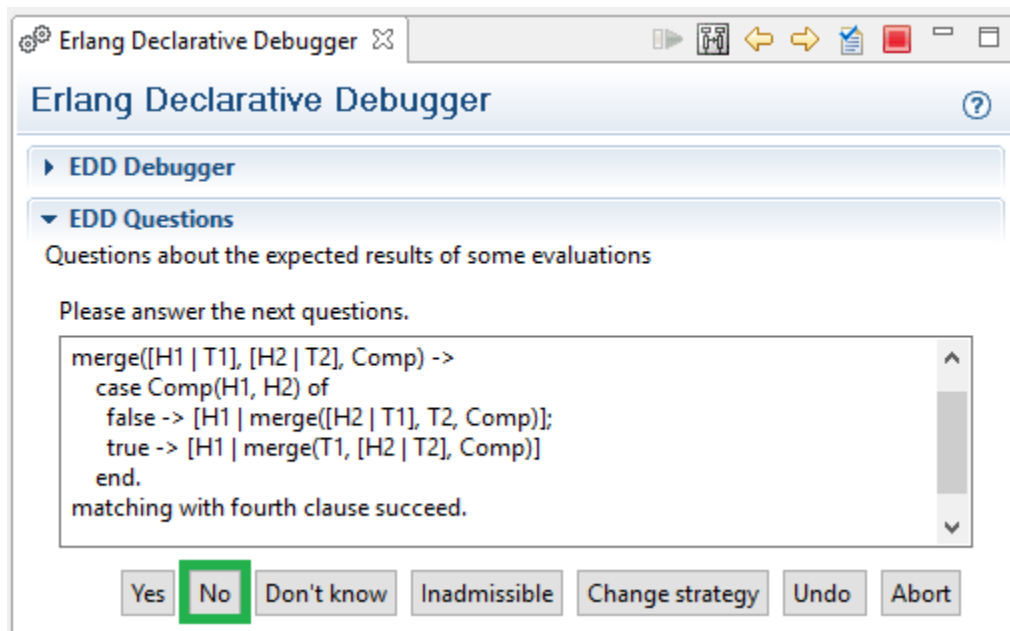 Erlang Declarative Debugger
Erlang Declarative Debugger
EDD Debugger
EDD Questions
Questions about the expected results of some evaluations
Please answer the next questions.
merge([H1 | T1], [H2 | T2], Comp) ->
case Comp(H1, H2) of
false -> [H1 | merge([H2 | T1], T2, Comp)];
true -> [H1 | merge(T1, [H2 | T2], Comp)]
end.
matching with fourth clause succeed.
Yes No Don't know Inadmissible Change strategy Undo Abort